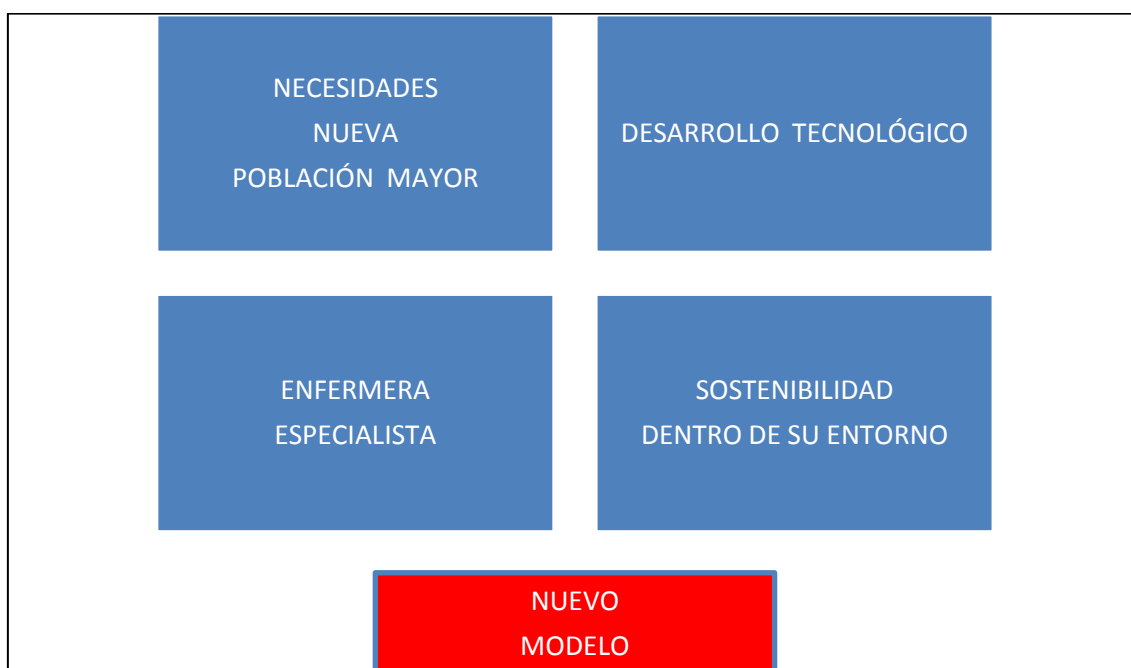 NECESIDADES
NUEVA
POBLACIÓN MAYOR
DESARROLLO TECNOLÓGICO
ENFERMERA
ESPECIALISTA
SOSTENIBILIDAD
DENTRO DE SU ENTORNO
NUEVO
MODELO